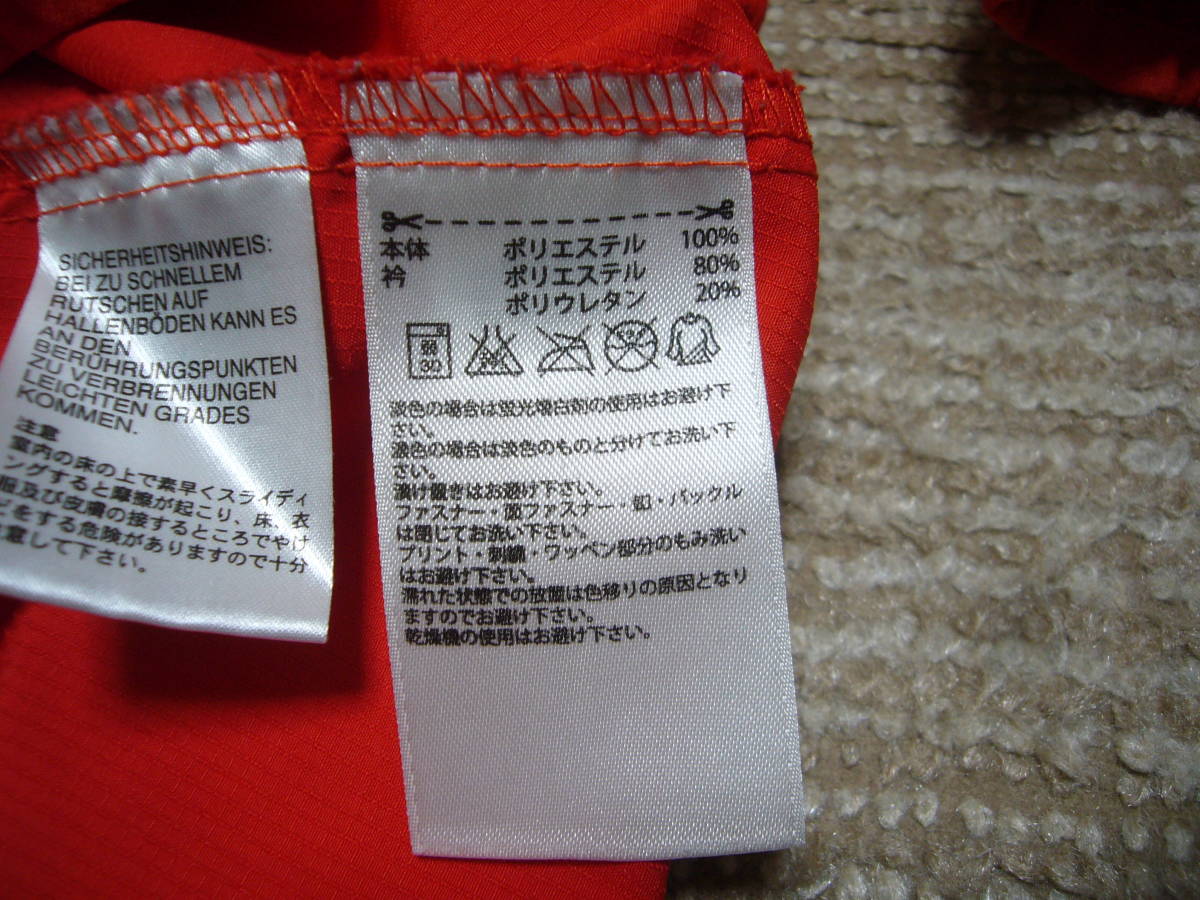 SICHERHEITSHINWEIS:
BEI ZU SCHNELLEM
RUTSCHEN AUF
HALLENBÖDEN KANN ES
AN DEN
BERÜHRUNGSPUNKTEN
ZU VERBRENNUNGEN
LEICHTEN GRADES
KOMMEN.
注意
室内の床の上で素早くスライディ
ングすると摩擦が起こり、床、衣
服及び皮膚の接するところでやけ
どをする危険がありますので十分
注意して下さい。
本体 ポリエステル 100%
衿 ポリエステル 80%
ポリウレタン 20%
弱
30
淡色の場合は蛍光増白剤の使用はお避け下
さい。
濃色の場合は淡色のものと分けてお洗い下
さい。
漬け置きはお避け下さい。
ファスナー・面ファスナー・釦・バックル
は閉じてお洗い下さい。
プリント・刺繍・ワッペン部分のもみ洗い
はお避け下さい。
濡れた状態での放置は色移りの原因となり
ますのでお避け下さい。
乾燥機の使用はお避け下さい。